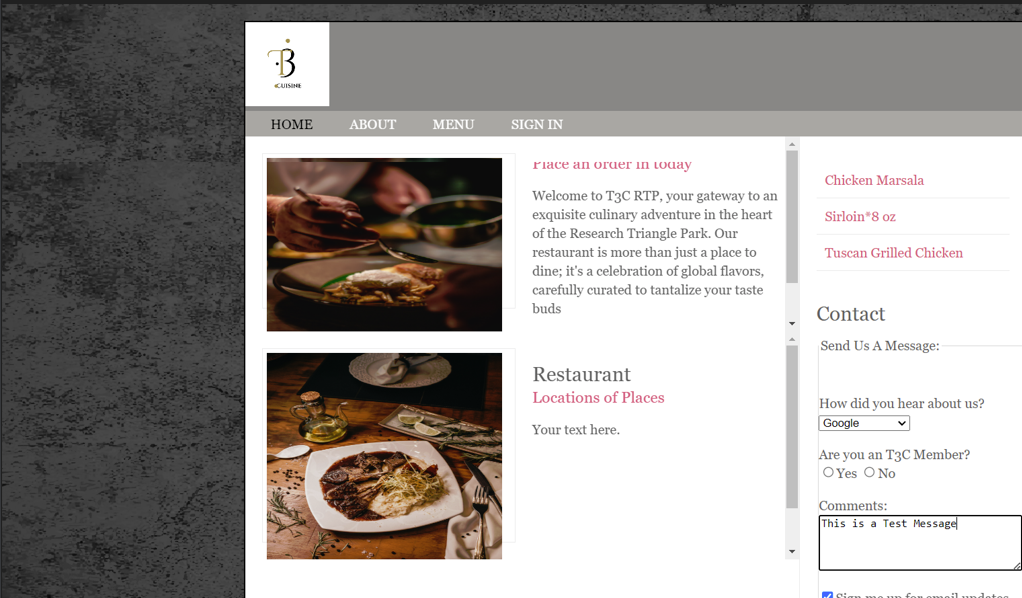 T3
CUISINE
HOME
ABOUT
MENU
SIGN IN
Place an order in today
Welcome to T3C RTP, your gateway to an
exquisite culinary adventure in the heart
of the Research Triangle Park. Our
restaurant is more than just a place to
dine; it's a celebration of global flavors,
carefully curated to tantalize your taste
buds
Restaurant
Locations of Places
Your text here.
Chicken Marsala
Sirloin*8 oz
Tuscan Grilled Chicken
Contact
Send Us A Message:
How did you hear about us?
Google
Are you an T3C Member?
Yes No
Comments:
This is a Test Message
Sign me up for email updates